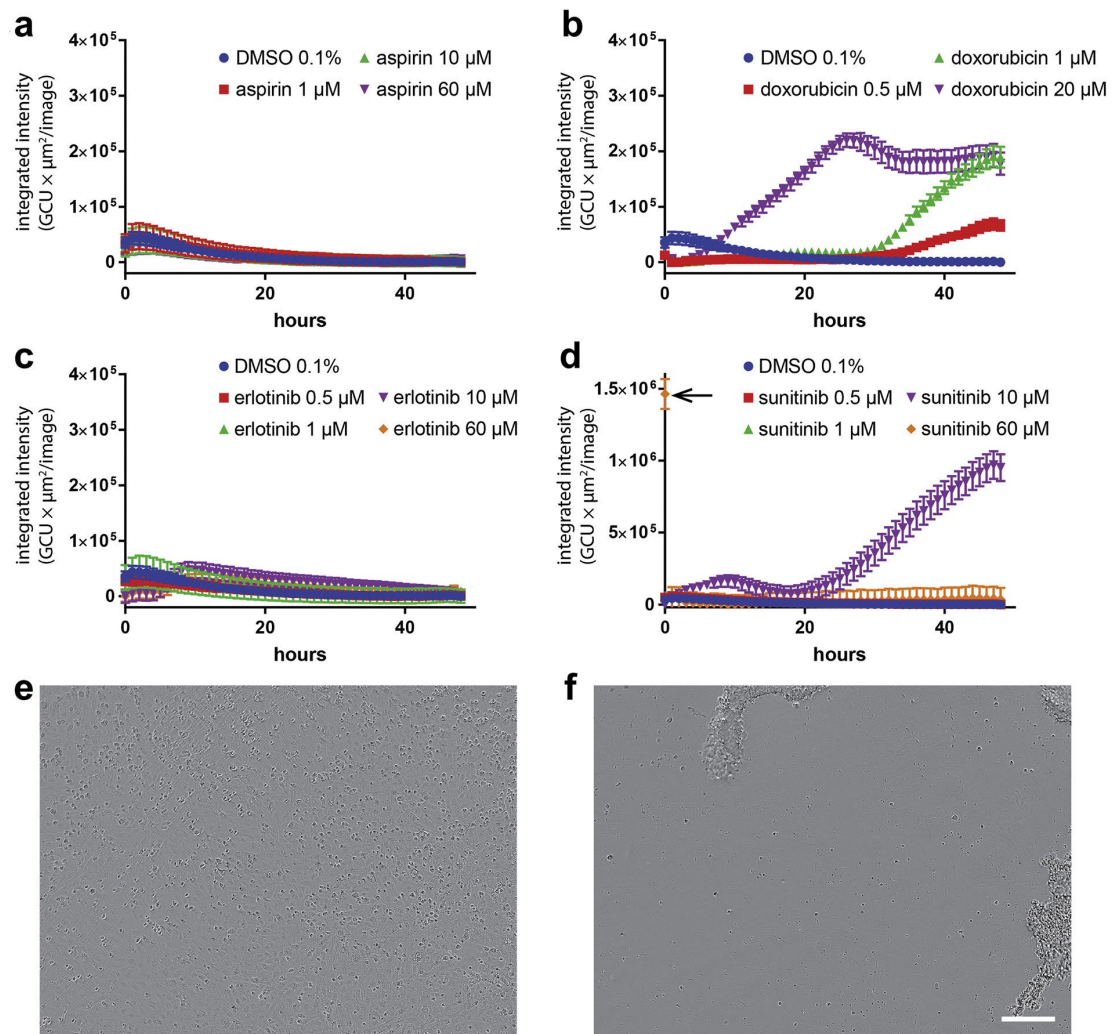 a
integrated intensity
(GCU × µm²/image)
4×10⁵
3×10⁵
2×10⁵
1×10⁵
0
0 20 40
hours
DMSO 0.1% aspirin 10 µM
aspirin 1 µM aspirin 60 µM
b
integrated intensity
(GCU × µm²/image)
4×10⁵
3×10⁵
2×10⁵
1×10⁵
0
0 20 40
hours
DMSO 0.1% doxorubicin 1 µM
doxorubicin 0.5 µM doxorubicin 20 µM
c
integrated intensity
(GCU × µm²/image)
4×10⁵
3×10⁵
2×10⁵
1×10⁵
0
0 20 40
hours
DMSO 0.1%
erlotinib 0.5 µM erlotinib 10 µM
erlotinib 1 µM erlotinib 60 µM
d
integrated intensity
(GCU × µm²/image)
1.5×10⁶
1×10⁶
5×10⁵
0
0 20 40
hours
DMSO 0.1%
sunitinib 0.5 µM sunitinib 10 µM
sunitinib 1 µM sunitinib 60 µM
e
f